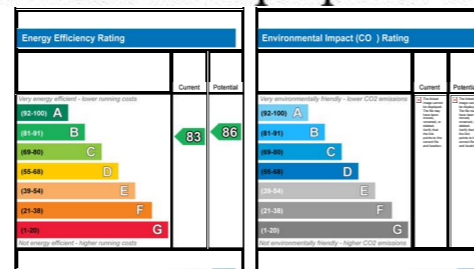 Energy Efficiency Rating
Current Potential
Very energy efficient - lower running costs
(92-100) A
(81-91) B
(69-80) C
(55-68) D
(39-54) E
(21-38) F
(1-20) G
83
86
Not energy efficient - higher running costs
Environmental Impact (CO ) Rating
Current Potential
Very environmentally friendly - lower CO2 emissions
(92-100) A
(81-91) B
(69-80) C
(55-68) D
(39-54) E
(21-38) F
(1-20) G
Not environmentally friendly - higher CO2 emissions